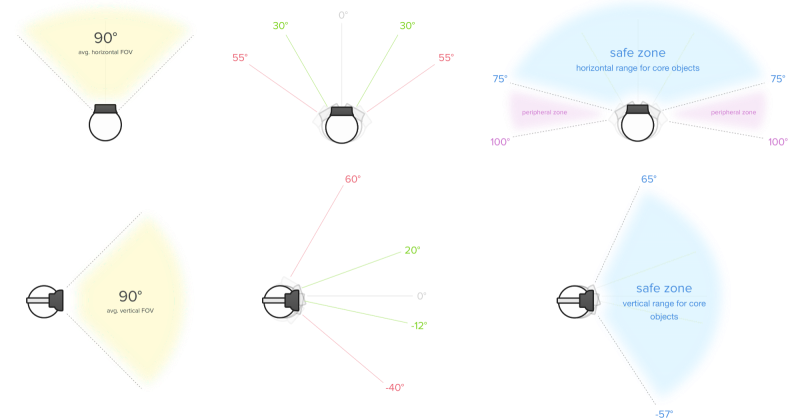 90°
avg. horizontal FOV
0°
30°
30°
55°
55°
safe zone
horizontal range for core objects
75°
75°
peripheral zone
peripheral zone
100°
100°
90°
avg. vertical FOV
60°
20°
0°
-12°
-40°
65°
safe zone
vertical range for core
objects
-57°